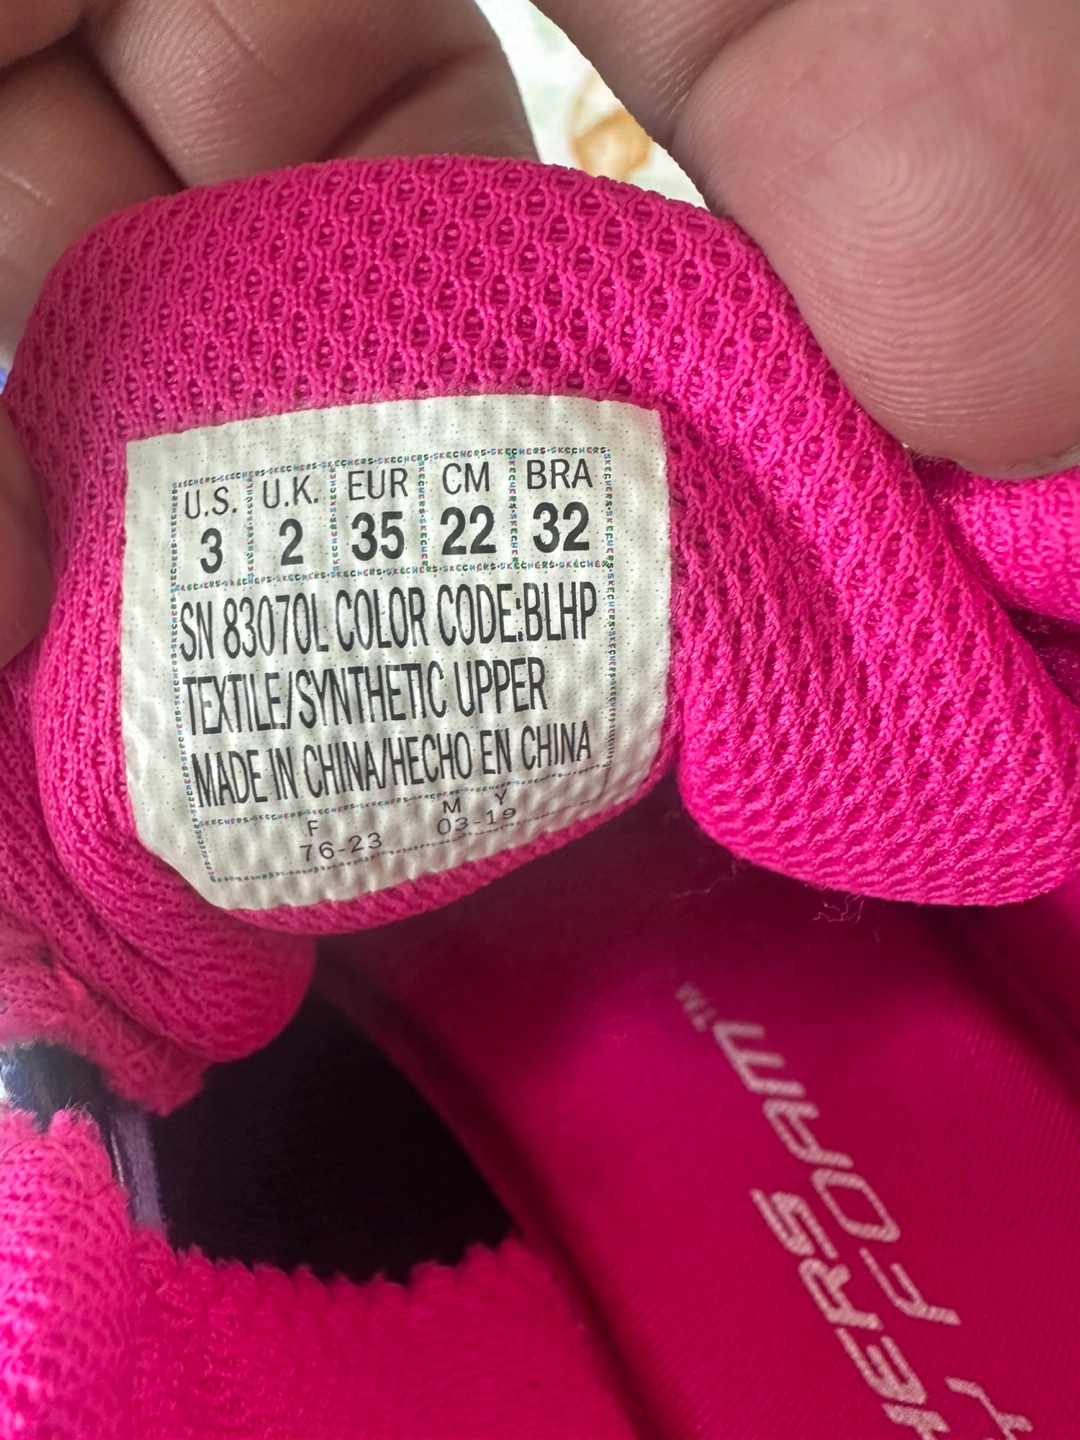 U.S. U.K. EUR CM BRA
3 2 35 22 32
SN 83070L COLOR CODE:BLHP
TEXTILE/SYNTHETIC UPPER
MADE IN CHINA/HECHO EN CHINA
F M Y
76-23 03-19
FOAM™